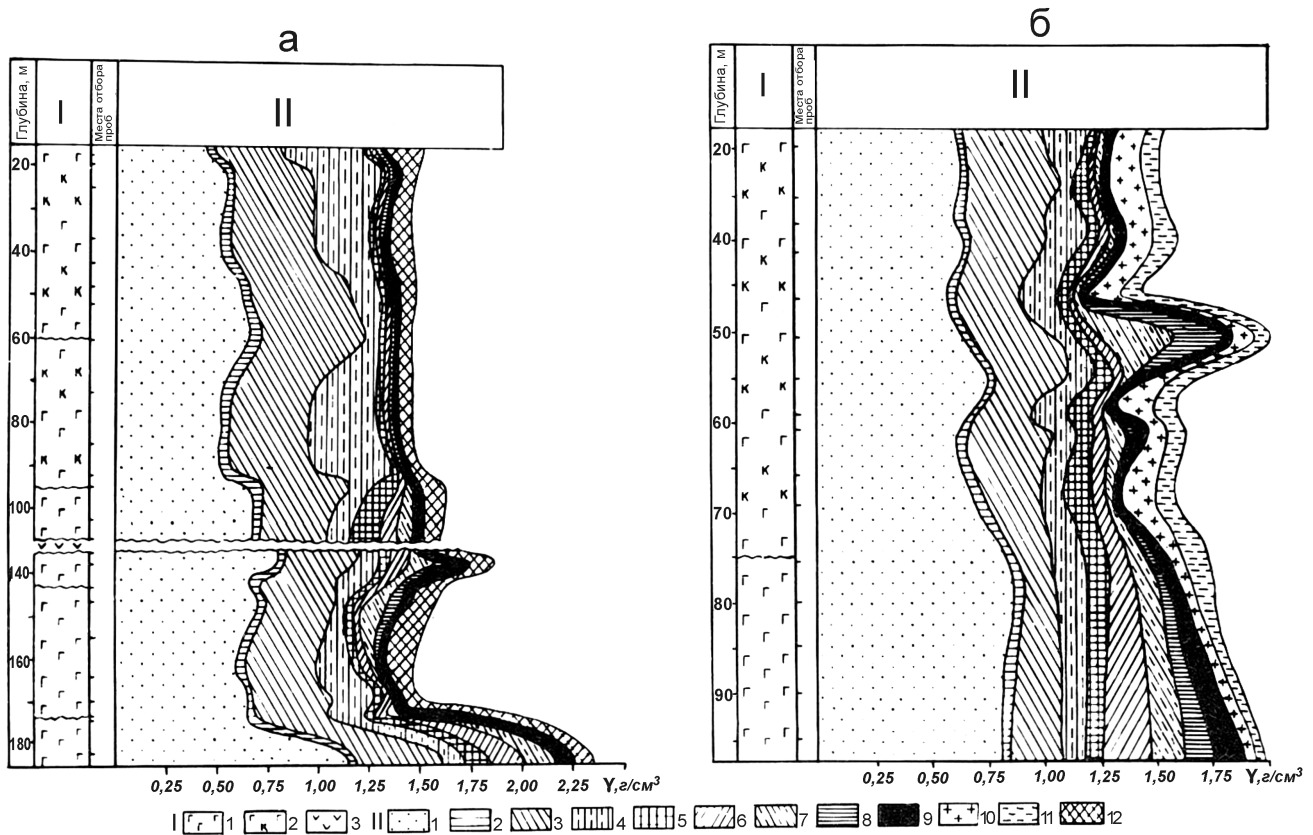 а
Глубина, м
I
Места отбора проб
II
20
40
60
80
100
140
160
180
0,25 0,50 0,75 1,00 1,25 1,50 1,75 2,00 2,25 γ, г/см³
б
Глубина, м
I
Места отбора проб
II
20
40
50
60
70
80
90
0,25 0,50 0,75 1,00 1,25 1,50 1,75 γ, г/см³
I 1 2 3 II 1 2 3 4 5 6 7 8 9 10 11 12